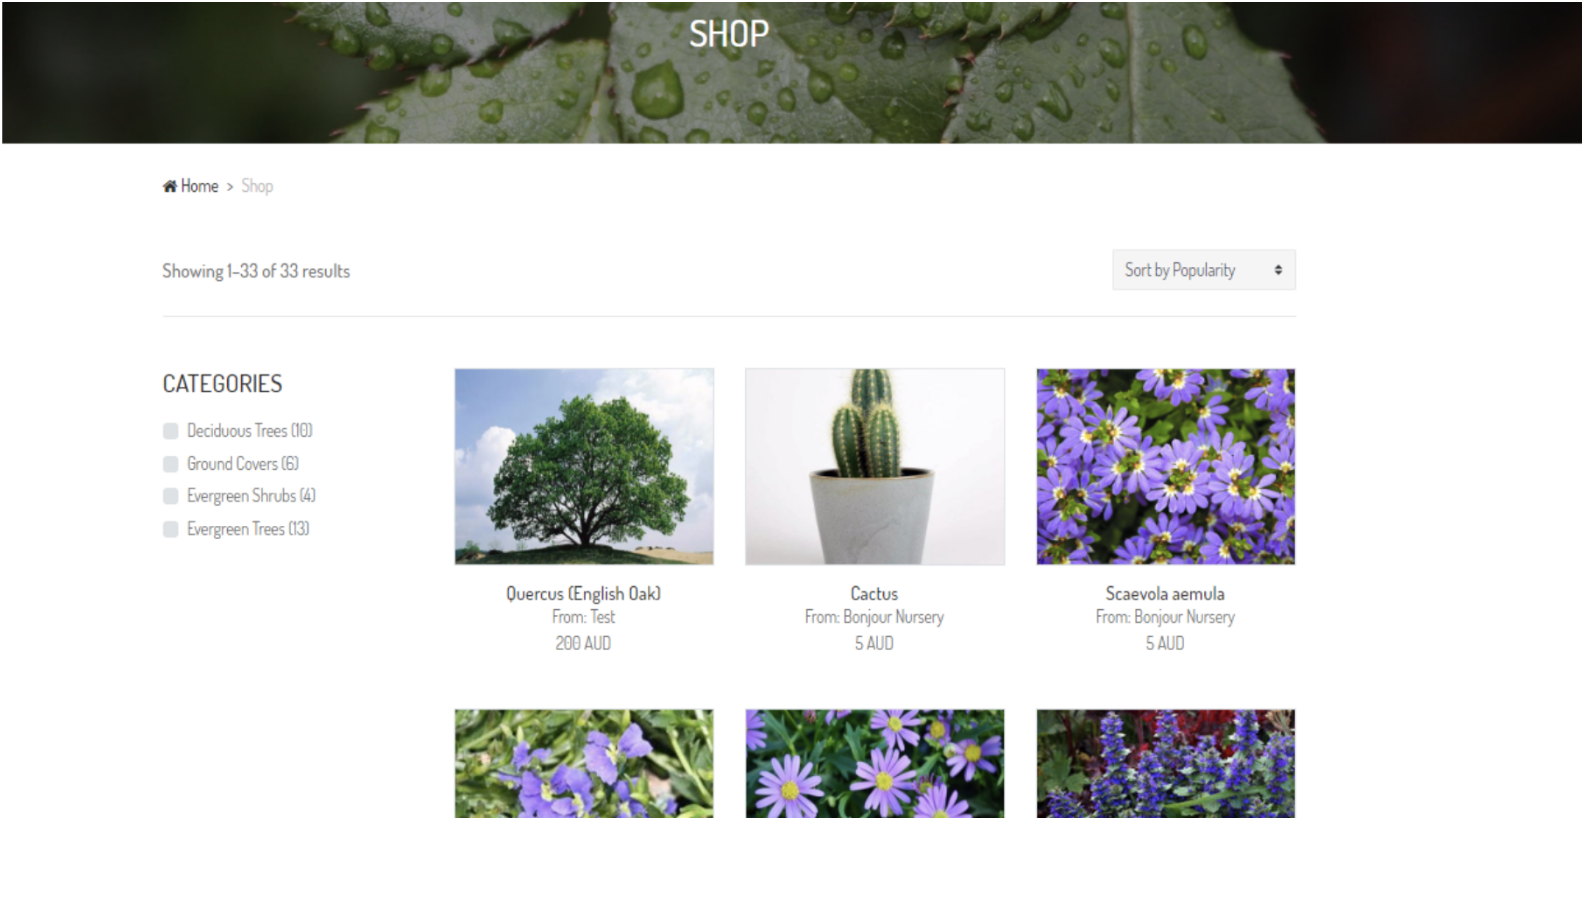 SHOP
Home > Shop
Showing 1-33 of 33 results
Sort by Popularity
CATEGORIES
Deciduous Trees (10)
Ground Covers (6)
Evergreen Shrubs (4)
Evergreen Trees (13)
Quercus (English Oak)
From: Test
200 AUD
Cactus
From: Bonjour Nursery
5 AUD
Scaevola aemula
From: Bonjour Nursery
5 AUD